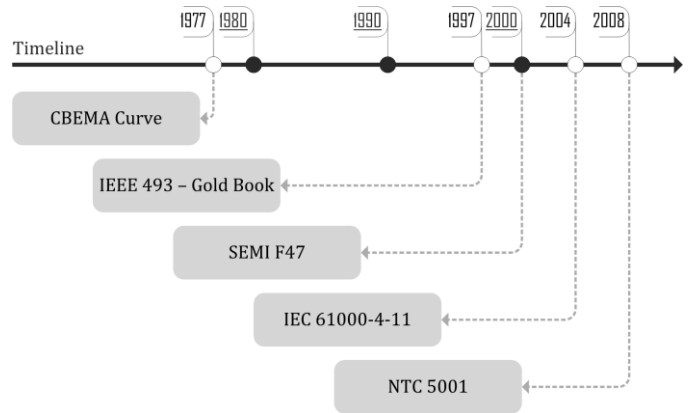 1977 1980 1990 1997 2000 2004 2008
Timeline
CBEMA Curve
IEEE 493 – Gold Book
SEMI F47
IEC 61000-4-11
NTC 5001